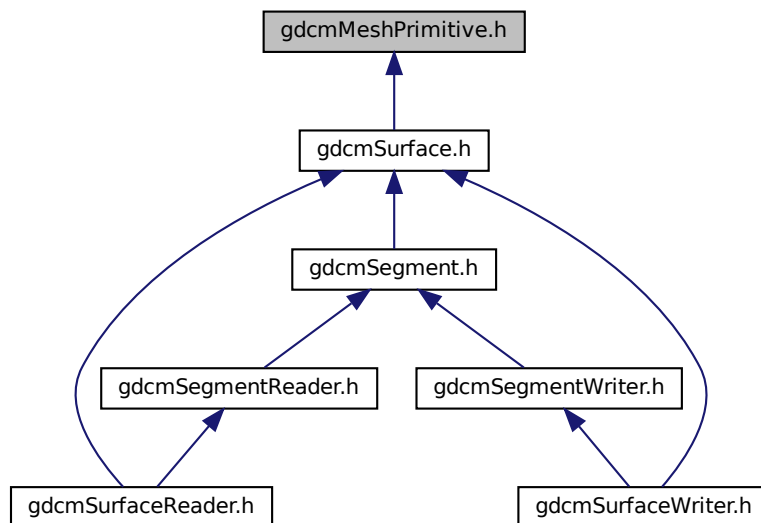 gdcmMeshPrimitive.h
gdcmSurface.h
gdcmSegment.h
gdcmSegmentReader.h
gdcmSegmentWriter.h
gdcmSurfaceReader.h
gdcmSurfaceWriter.h